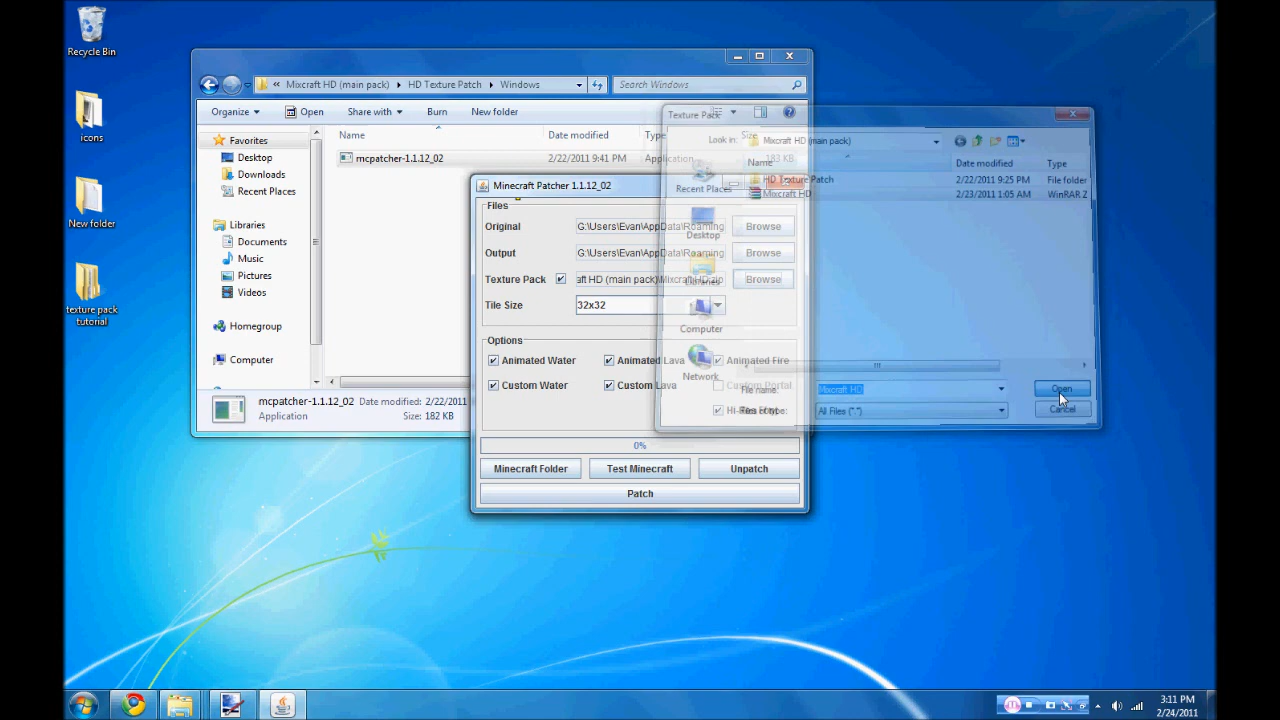 Recycle Bin
icons
New folder
texture pack
tutorial
« Mixcraft HD (main pack) HD Texture Patch Windows
Search Windows
Organize Open Share with Burn New folder
Name Date modified Type Size
mcpatcher-1.1.12_02 2/22/2011 9:41 PM Application 183 KB
Favorites
Desktop
Downloads
Recent Places
Libraries
Documents
Music
Pictures
Videos
Homegroup
Computer
mcpatcher-1.1.12_02 Date modified: 2/22/2011
Application Size: 182 KB
Minecraft Patcher 1.1.12_02
Files
Original G:\Users\Evan\AppData\Roaming Browse
Output G:\Users\Evan\AppData\Roaming Browse
Texture Pack aft HD (main pack)\Mixcraft HD.zip Browse
Tile Size 32x32
Options
Animated Water Animated Lava Animated Fire
Custom Water Custom Lava Custom Portal
0%
Minecraft Folder Test Minecraft Unpatch
Patch
Texture Pack
Look in: Mixcraft HD (main pack)
Name Date modified Type
HD Texture Patch 2/22/2011 9:25 PM File folder
Mixcraft HD 2/23/2011 1:05 AM WinRAR Z
Recent Places
Desktop
Libraries
Computer
Network
File name: Mixcraft HD Open
Files of type: All Files (*.*) Cancel
3:11 PM
2/24/2011